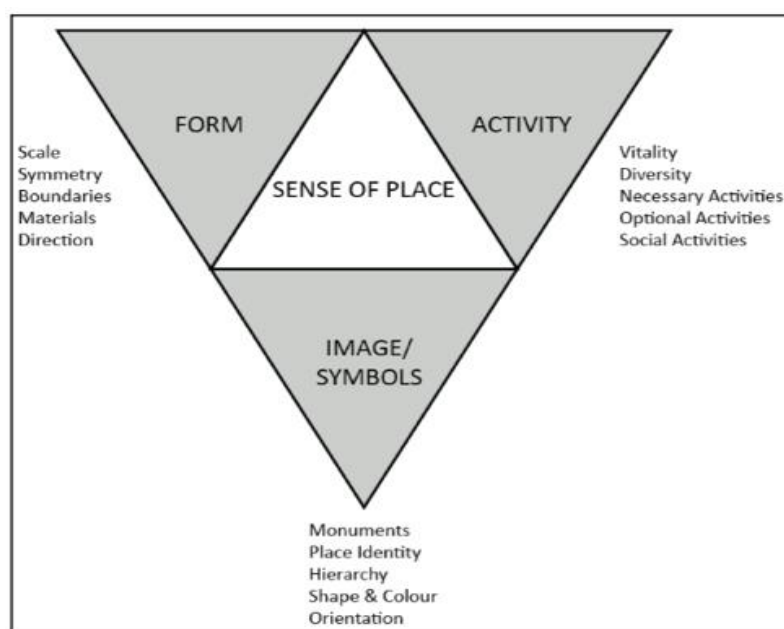 FORM
ACTIVITY
SENSE OF PLACE
Scale
Symmetry
Boundaries
Materials
Direction
Vitality
Diversity
Necessary Activities
Optional Activities
Social Activities
IMAGE/
SYMBOLS
Monuments
Place Identity
Hierarchy
Shape & Colour
Orientation